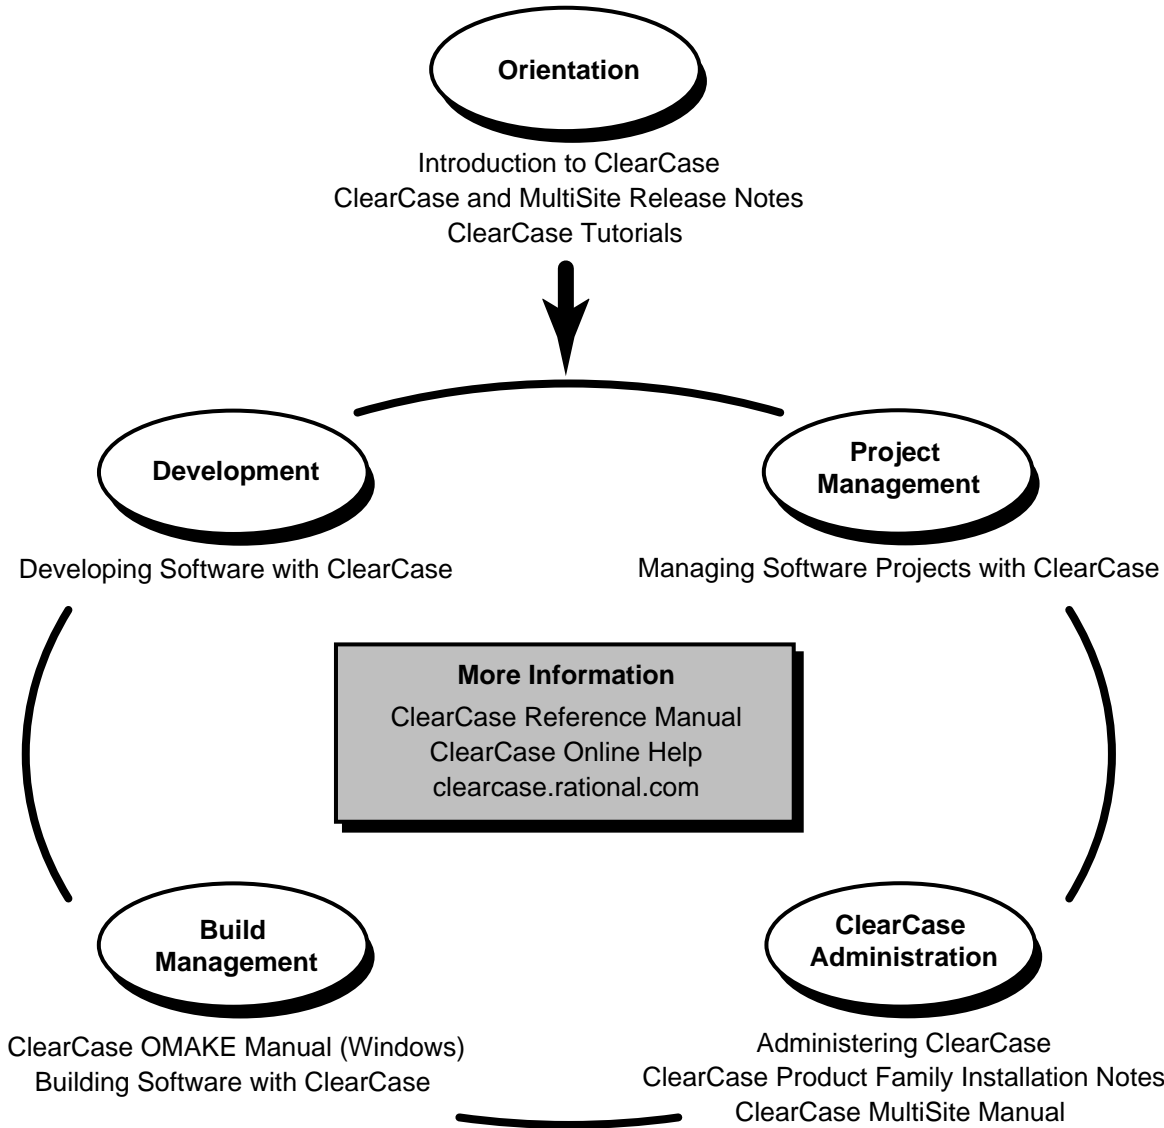 Orientation
Introduction to ClearCase
ClearCase and MultiSite Release Notes
ClearCase Tutorials
Development
Developing Software with ClearCase
Project
Management
Managing Software Projects with ClearCase
More Information
ClearCase Reference Manual
ClearCase Online Help
clearcase.rational.com
Build
Management
ClearCase OMAKE Manual (Windows)
Building Software with ClearCase
ClearCase
Administration
Administering ClearCase
ClearCase Product Family Installation Notes
ClearCase MultiSite Manual